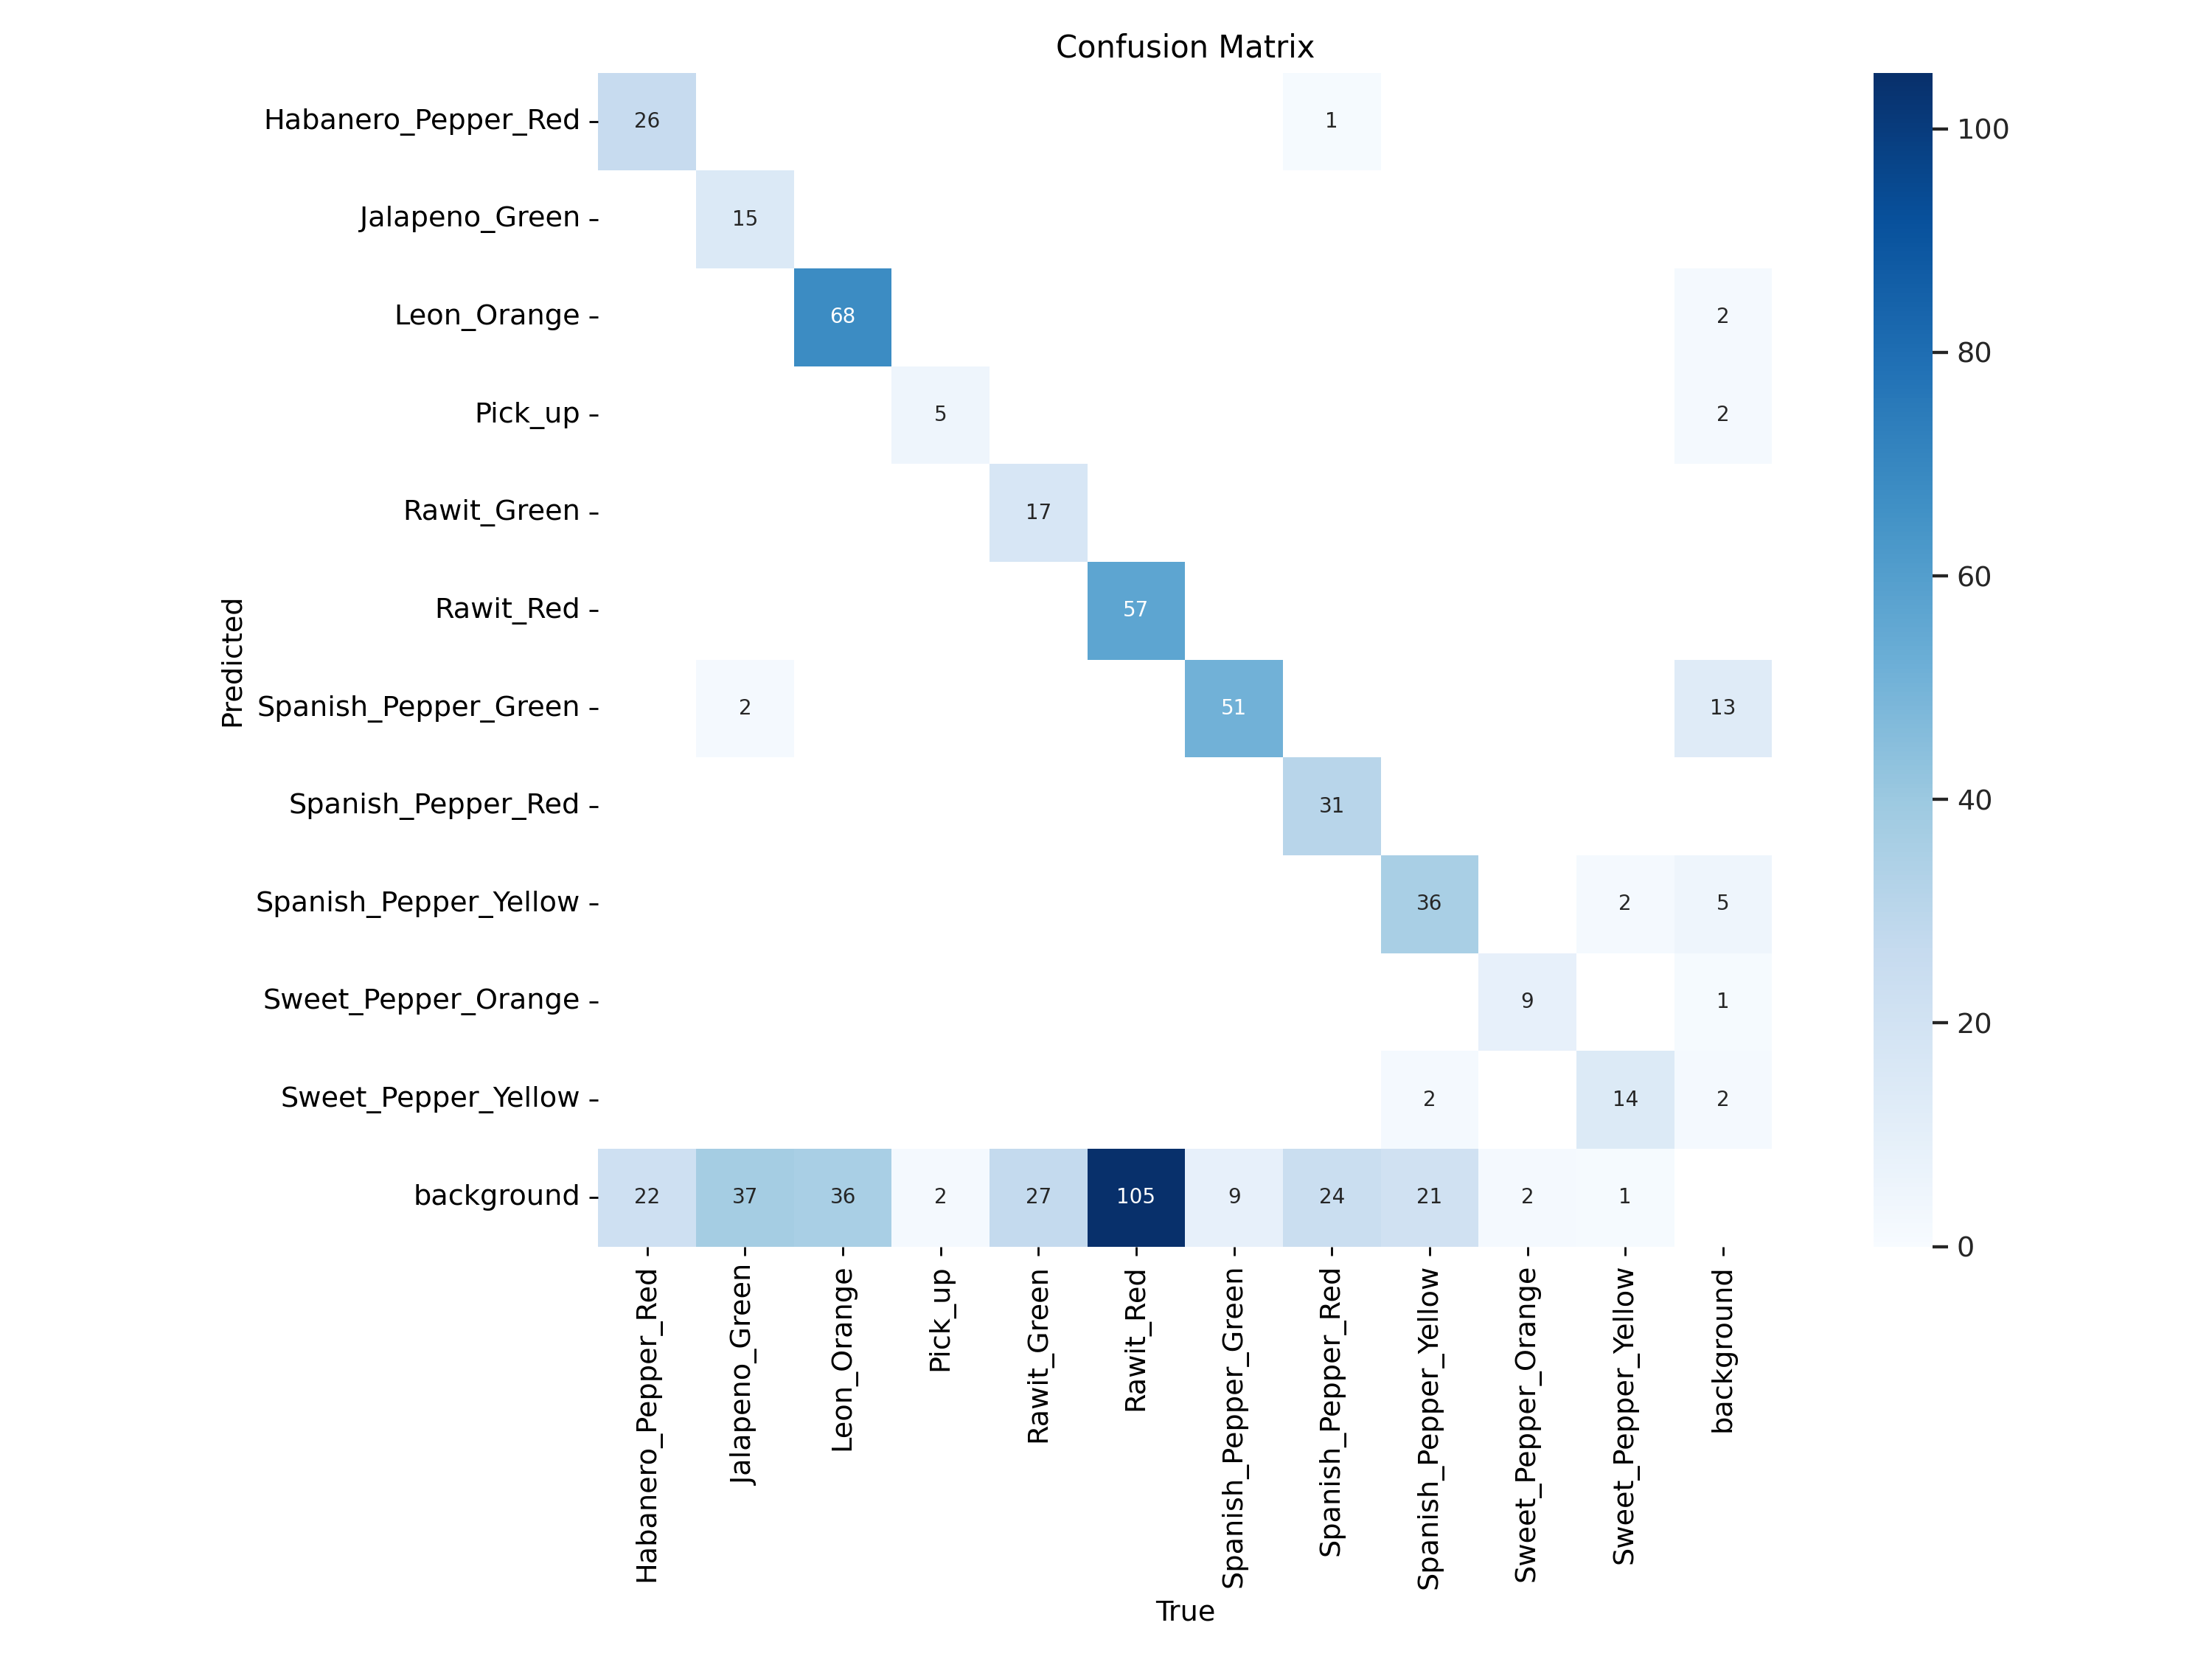 Confusion Matrix
Habanero_Pepper_Red 26 1
Jalapeno_Green 15
Leon_Orange 68 2
Pick_up 5 2
Rawit_Green 17
Rawit_Red 57
Spanish_Pepper_Green 2 51 13
Spanish_Pepper_Red 31
Spanish_Pepper_Yellow 36 2 5
Sweet_Pepper_Orange 9 1
Sweet_Pepper_Yellow 2 14 2
background 22 37 36 2 27 105 9 24 21 2 1
Predicted
Habanero_Pepper_Red
Jalapeno_Green
Leon_Orange
Pick_up
Rawit_Green
Rawit_Red
Spanish_Pepper_Green
Spanish_Pepper_Red
Spanish_Pepper_Yellow
Sweet_Pepper_Orange
Sweet_Pepper_Yellow
background
True
100
80
60
40
20
0